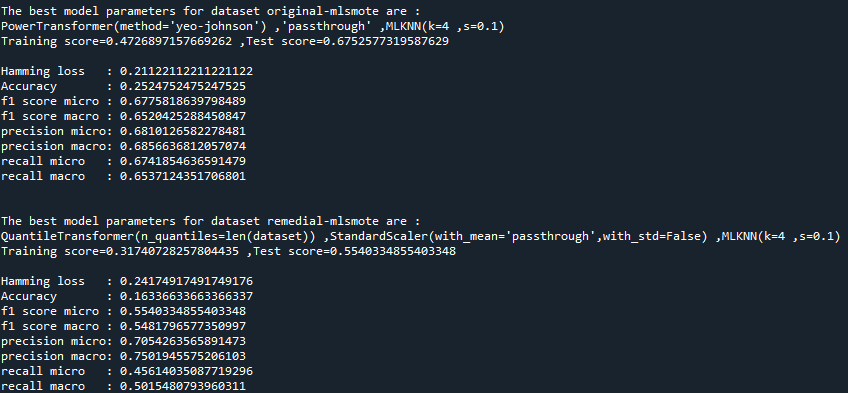 The best model parameters for dataset original-mlsmote are :
PowerTransformer(method='yeo-johnson') ,'passthrough' ,MLKNN(k=4 ,s=0.1)
Training score=0.4726897157669262 ,Test score=0.6752577319587629
Hamming loss   : 0.21122112211221122
Accuracy       : 0.2524752475247525
f1 score micro : 0.6775818639798489
f1 score macro : 0.6520425288450847
precision micro: 0.6810126582278481
precision macro: 0.6856636812057074
recall micro   : 0.6741854636591479
recall macro   : 0.6537124351706801
The best model parameters for dataset remedial-mlsmote are :
QuantileTransformer(n_quantiles=len(dataset)) ,StandardScaler(with_mean='passthrough',with_std=False) ,MLKNN(k=4 ,s=0.1)
Training score=0.31740728257804435 ,Test score=0.5540334855403348
Hamming loss   : 0.24174917491749176
Accuracy       : 0.16336633663366337
f1 score micro : 0.5540334855403348
f1 score macro : 0.5481796577350997
precision micro: 0.7054263565891473
precision macro: 0.7501945575206103
recall micro   : 0.45614035087719296
recall macro   : 0.5015480793960311